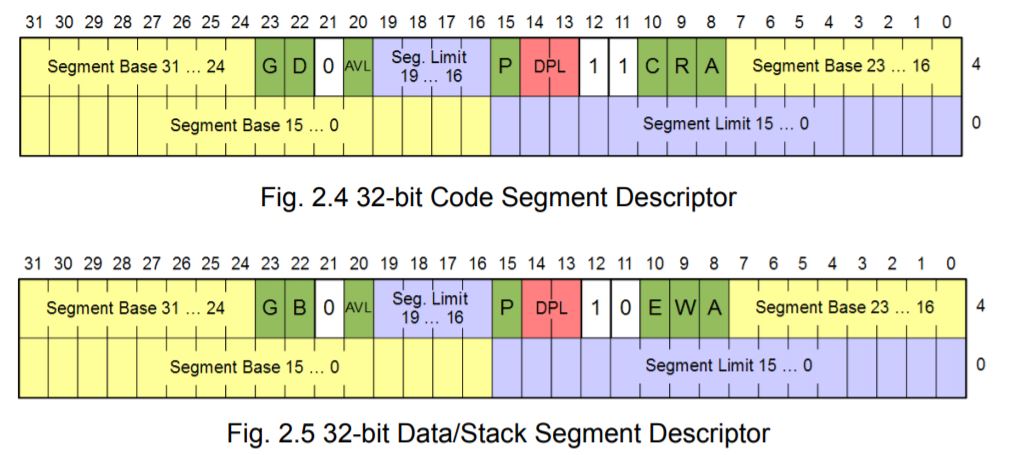 31 30 29 28 27 26 25 24 23 22 21 20 19 18 17 16 15 14 13 12 11 10 9 8 7 6 5 4 3 2 1 0
Segment Base 31 ... 24 G D 0 AVL Seg. Limit 19 ... 16 P DPL 1 1 C R A Segment Base 23 ... 16 4
Segment Base 15 ... 0 Segment Limit 15 ... 0 0
Fig. 2.4 32-bit Code Segment Descriptor
31 30 29 28 27 26 25 24 23 22 21 20 19 18 17 16 15 14 13 12 11 10 9 8 7 6 5 4 3 2 1 0
Segment Base 31 ... 24 G B 0 AVL Seg. Limit 19 ... 16 P DPL 1 0 E W A Segment Base 23 ... 16 4
Segment Base 15 ... 0 Segment Limit 15 ... 0 0
Fig. 2.5 32-bit Data/Stack Segment Descriptor